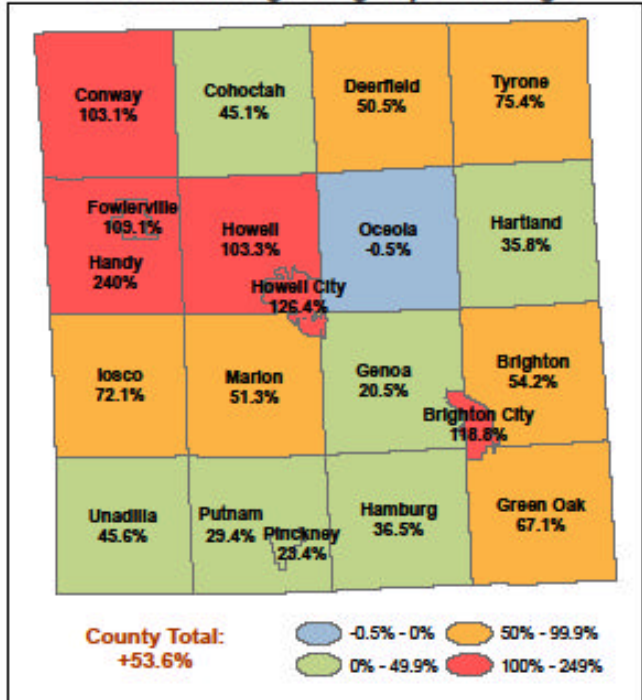 Conway
103.1%
Cohoctah
45.1%
Deerfield
50.5%
Tyrone
75.4%
Fowlerville
109.1%
Handy
240%
Howell
103.3%
Oceola
-0.5%
Hartland
35.8%
Howell City
126.4%
Iosco
72.1%
Marion
51.3%
Genoa
20.5%
Brighton
54.2%
Brighton City
118.8%
Unadilla
45.6%
Putnam
29.4%
Pinckney
23.4%
Hamburg
36.5%
Green Oak
67.1%
County Total:
+53.6%
-0.5% - 0%
50% - 99.9%
0% - 49.9%
100% - 249%